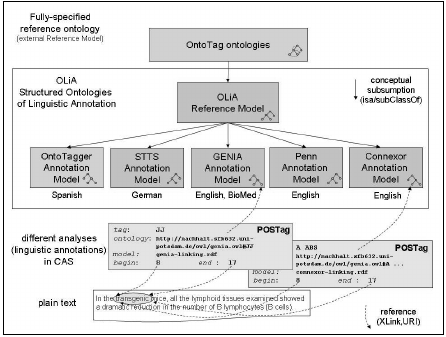 Fully-specified
reference ontology
(external Reference Model)
OntoTag ontologies
OLiA
Structured Ontologies
of Linguistic Annotation
conceptual
subsumption
(isa/subClassOf)
OLiA
Reference Model
OntoTagger
Annotation
Model
STTS
Annotation
Model
GENIA
Annotation
Model
Penn
Annotation
Model
Connexor
Annotation
Model
Spanish
German
English, BioMed
English
English
different analyses
(linguistic annotations)
in CAS
tag: JJ POSTag
ontology: http://nachhalt.sfb632.uni-
potsdam.de/owl/genia.owl#JJ
model: genia-linking.rdf
begin: 8 end : 17
A ABS POSTag
http://nachhalt.sfb632.uni-
potsdam.de/owl/genia.owl#A ...
model: connexor-linking.rdf
begin: 8 end : 17
plain text
In the transgenic mice, all the lymphoid tissues examined showed
a dramatic reduction in the number of B lymphocytes (B cells).
reference
(XLink,URI)